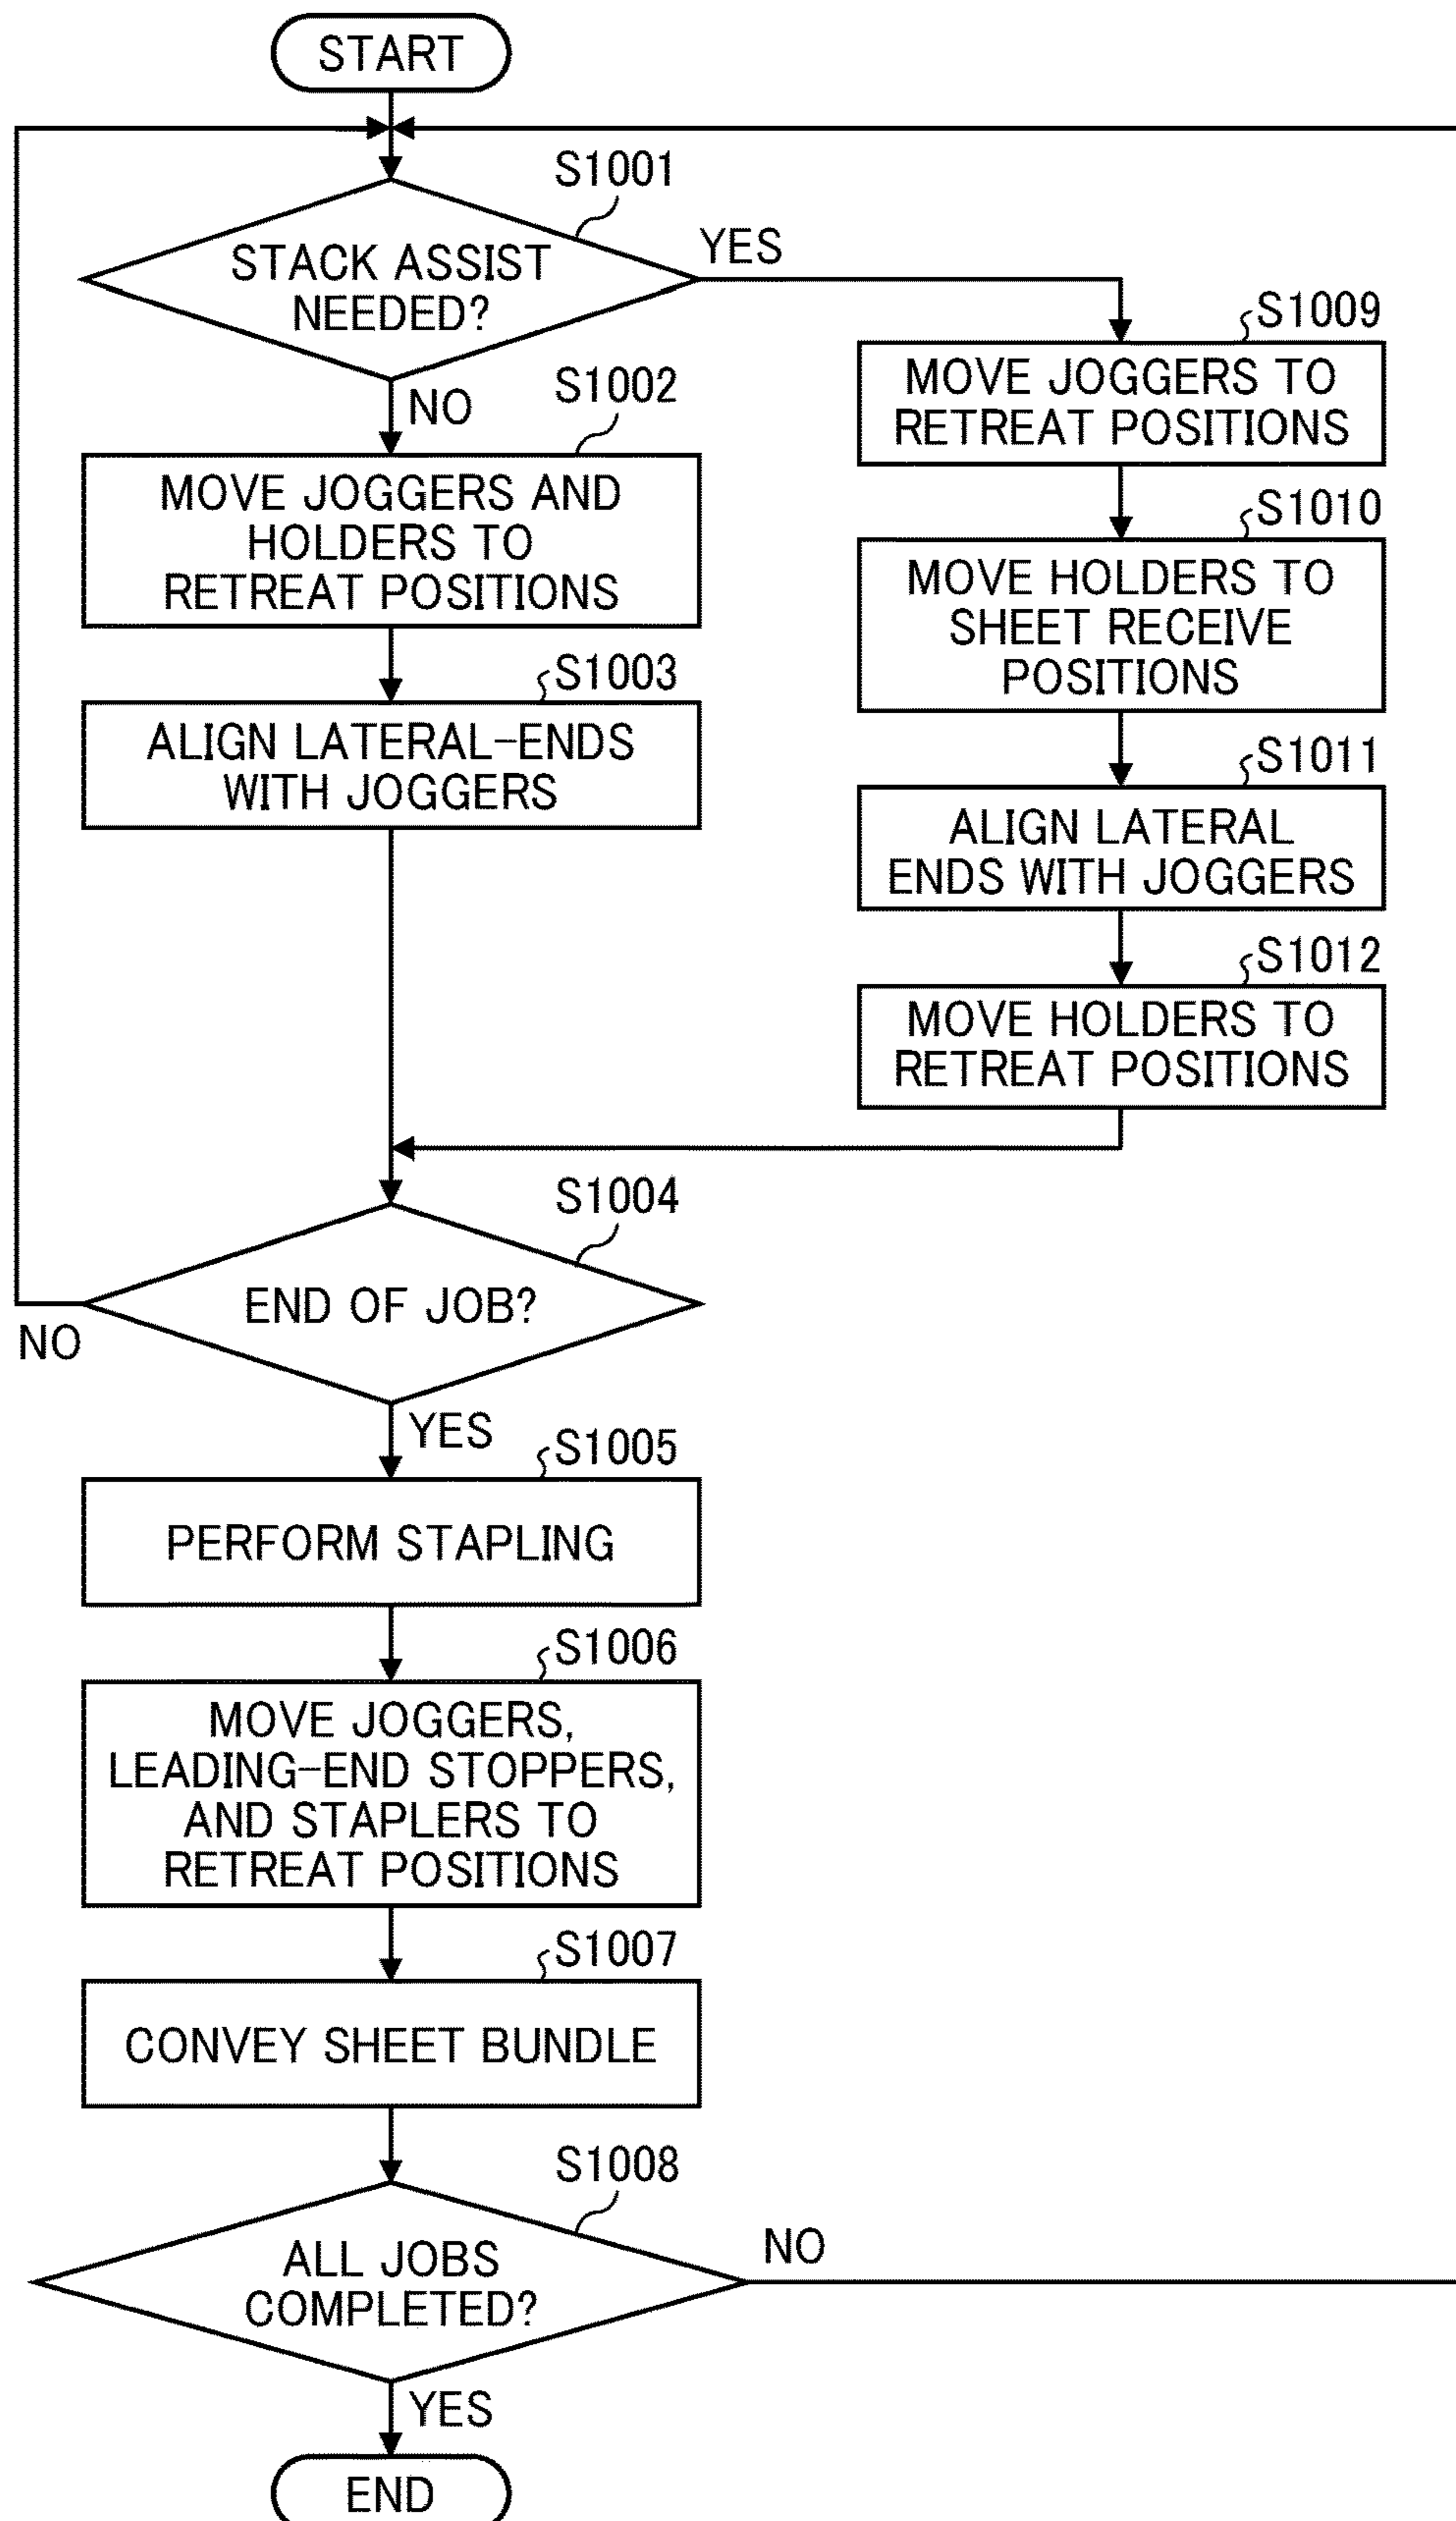 START
S1001
STACK ASSIST
NEEDED?
YES
NO
S1002
MOVE JOGGERS AND
HOLDERS TO
RETREAT POSITIONS
S1003
ALIGN LATERAL-ENDS
WITH JOGGERS
S1009
MOVE JOGGERS TO
RETREAT POSITIONS
S1010
MOVE HOLDERS TO
SHEET RECEIVE
POSITIONS
S1011
ALIGN LATERAL
ENDS WITH JOGGERS
S1012
MOVE HOLDERS TO
RETREAT POSITIONS
S1004
END OF JOB?
NO
YES
S1005
PERFORM STAPLING
S1006
MOVE JOGGERS,
LEADING-END STOPPERS,
AND STAPLERS TO
RETREAT POSITIONS
S1007
CONVEY SHEET BUNDLE
S1008
ALL JOBS
COMPLETED?
NO
YES
END